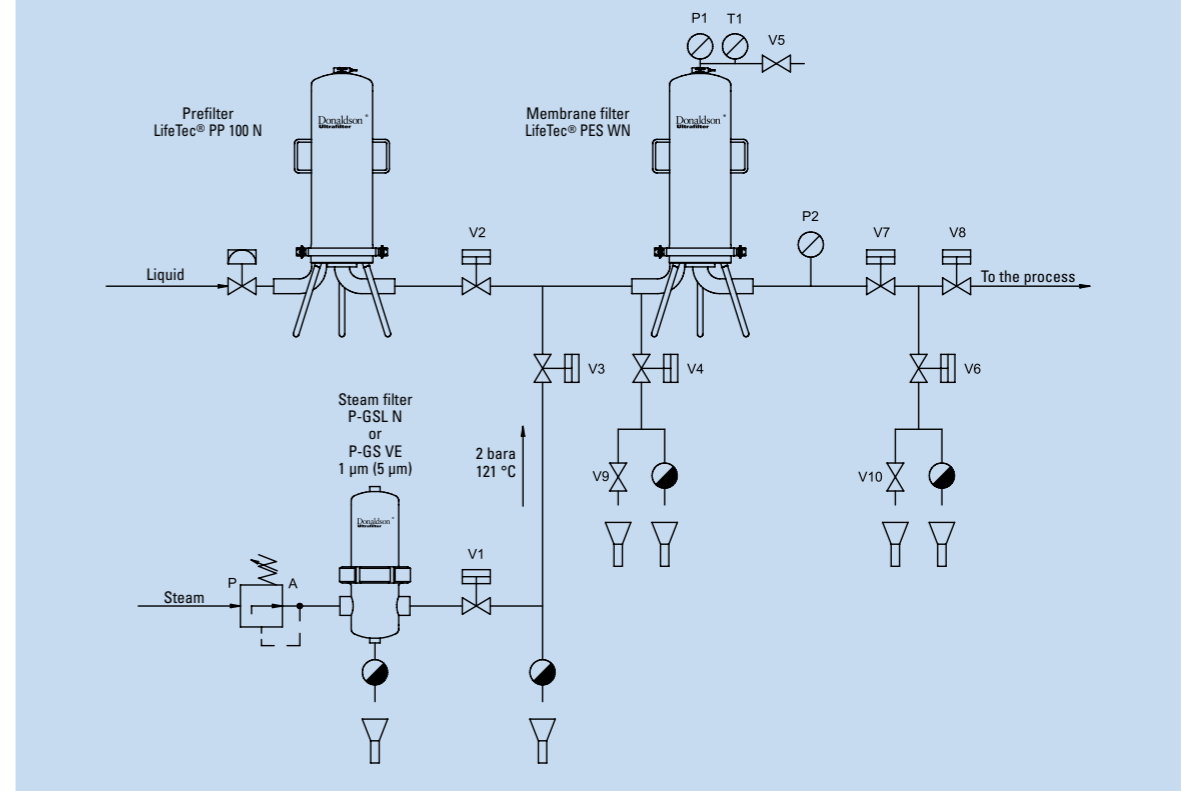 P1
T1
V5
Prefilter
LifeTec® PP 100 N
Donaldson
Ultrafilter
Membrane filter
LifeTec® PES WN
Donaldson
Ultrafilter
P2
V2
V7
V8
Liquid
To the process
V3
V4
V6
Steam filter
P-GSL N
or
P-GS VE
1 µm (5 µm)
2 bara
121 °C
V9
V10
Donaldson
Ultrafilter
V1
P
A
Steam